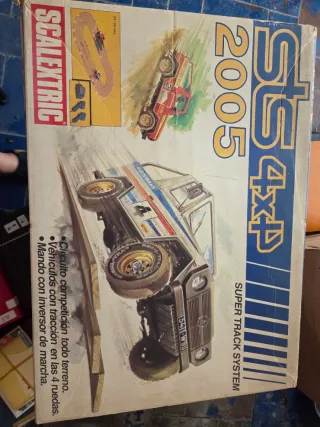 STS 4x4
2005
SUPER TRACK SYSTEM
SCALEXTRIC
• Circuito competición todo terreno.
• Vehículos con tracción en las 4 ruedas.
• Mando con inversor de marcha.